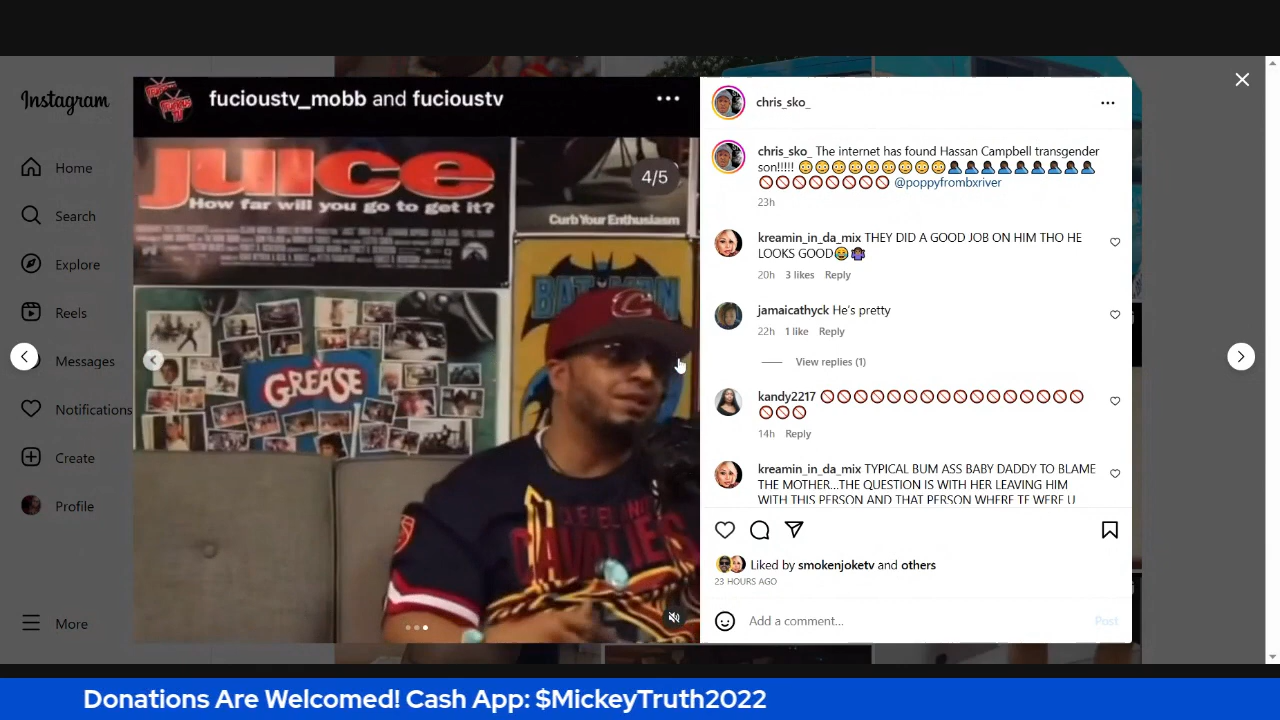 Instagram
Home
Search
Explore
Reels
Messages
Notifications
Create
Profile
More
fucioustv_mobb and fucioustv
juice
How far will you go to get it?
4/5
Curb Your Enthusiasm
BATMAN
GREASE
CLEVELAND
CAVALIERS
chris_sko_
chris_sko_ The internet has found Hassan Campbell transgender
son!!!!! 😳😳😳😳😳😳😳😳😳🤦🏿‍♂️🤦🏿‍♂️🤦🏿‍♂️🤦🏿‍♂️🤦🏿‍♂️🤦🏿‍♂️🤦🏿‍♂️🤦🏿‍♂️🤦🏿‍♂️
🚫🚫🚫🚫🚫🚫🚫🚫 @poppyfrombxriver
23h
kreamin_in_da_mix THEY DID A GOOD JOB ON HIM THO HE
LOOKS GOOD😅🤷🏿‍♀️
20h 3 likes Reply
jamaicathyck He's pretty
22h 1 like Reply
View replies (1)
kandy2217 🚫🚫🚫🚫🚫🚫🚫🚫🚫🚫🚫🚫🚫🚫🚫🚫
🚫🚫🚫
14h Reply
kreamin_in_da_mix TYPICAL BUM ASS BABY DADDY TO BLAME
THE MOTHER...THE QUESTION IS WITH HER LEAVING HIM
WITH THIS PERSON AND THAT PERSON WHERE TF WERE U
Liked by smokenjoketv and others
23 HOURS AGO
Add a comment...
Post
Donations Are Welcomed! Cash App: $MickeyTruth2022